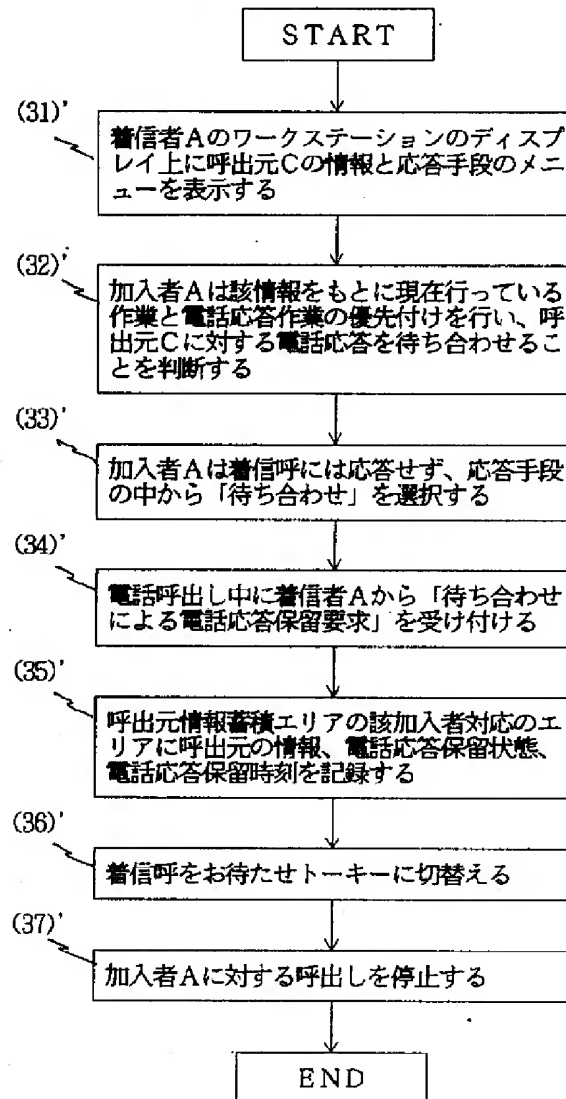 START
(31)'
着信者Aのワークステーションのディスプ
レイ上に呼出元Cの情報と応答手段のメニ
ューを表示する
(32)'
加入者Aは該情報をもとに現在行っている
作業と電話応答作業の優先付けを行い、呼
出元Cに対する電話応答を待ち合わせるこ
とを判断する
(33)'
加入者Aは着信呼には応答せず、応答手段
の中から「待ち合わせ」を選択する
(34)'
電話呼出し中に着信者Aから「待ち合わせ
による電話応答保留要求」を受け付ける
(35)'
呼出元情報蓄積エリアの該加入者対応のエ
リアに呼出元の情報、電話応答保留状態、
電話応答保留時刻を記録する
(36)'
着信呼をお待たせトーキーに切替える
(37)'
加入者Aに対する呼出しを停止する
END